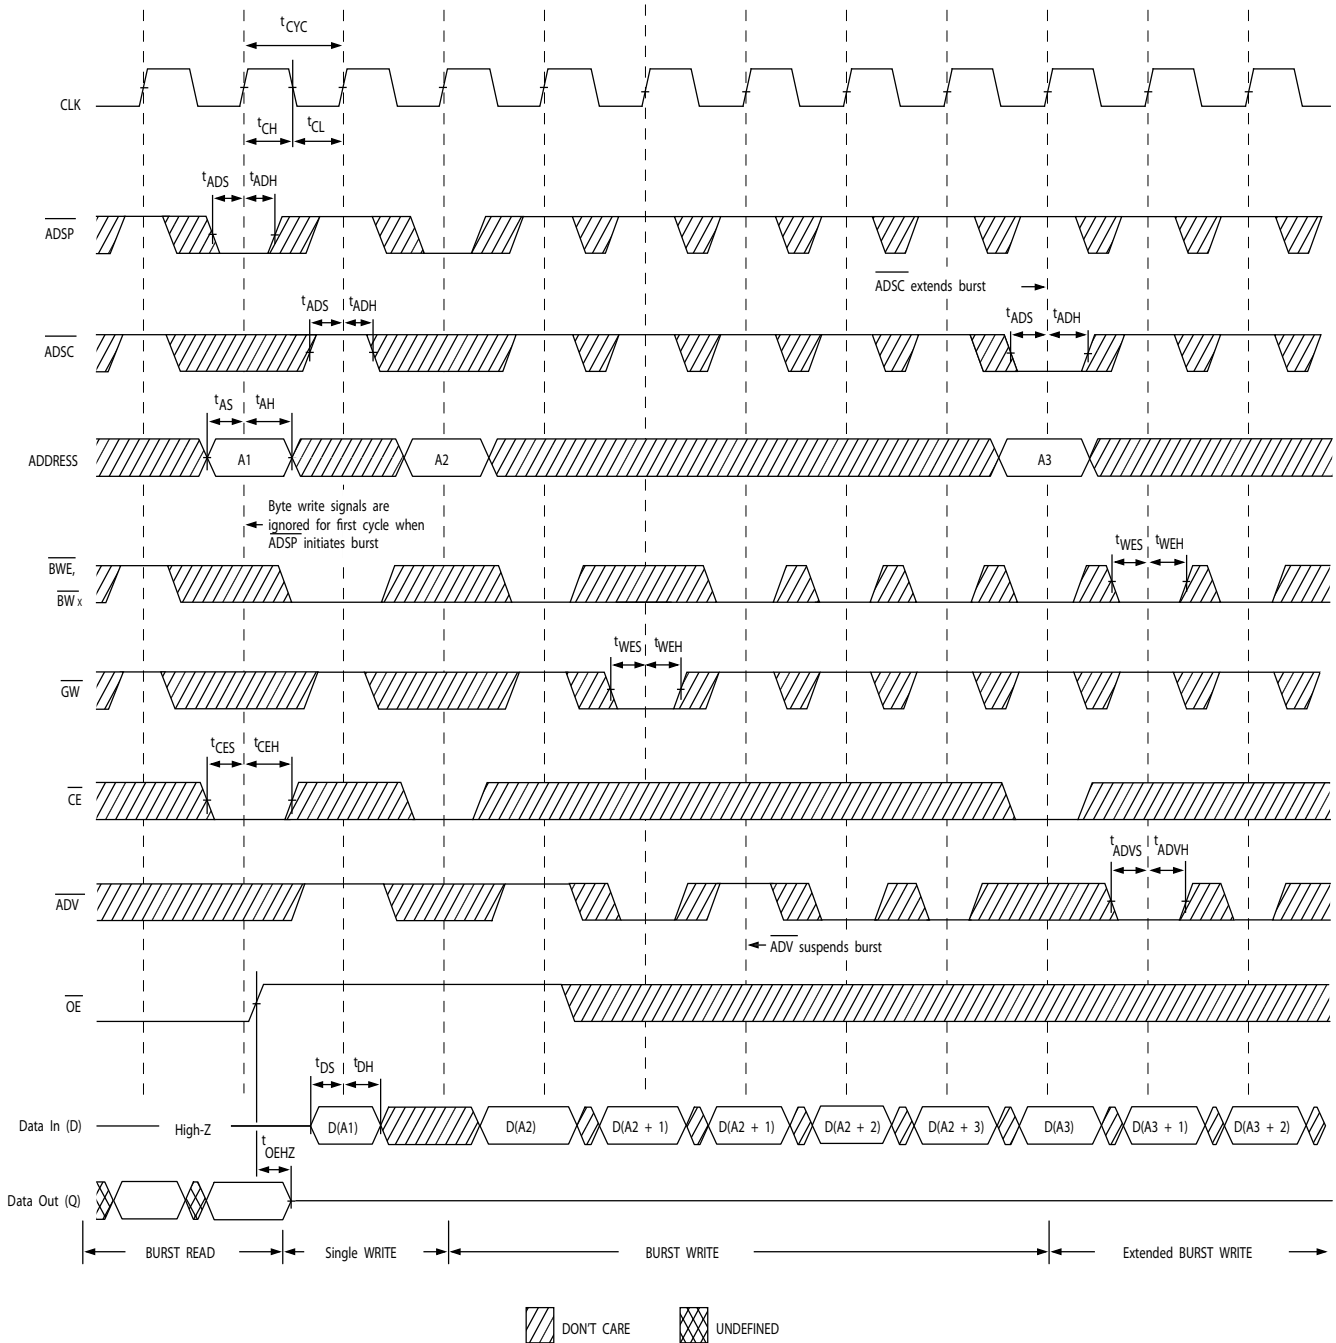 tCYC
CLK
tCH
tCL
tADS
tADH
ADSP
ADSC extends burst
tADS
tADH
tADS
tADH
ADSC
tAS
tAH
ADDRESS
A1
A2
A3
Byte write signals are
ignored for first cycle when
ADSP initiates burst
BWE,
BW x
tWES
tWEH
tWES
tWEH
GW
tCES
tCEH
CE
tADVS
tADVH
ADV
ADV suspends burst
OE
tDS
tDH
Data In (D)
High-Z
D(A1)
D(A2)
D(A2 + 1)
D(A2 + 1)
D(A2 + 2)
D(A2 + 3)
D(A3)
D(A3 + 1)
D(A3 + 2)
tOEHZ
Data Out (Q)
BURST READ
Single WRITE
BURST WRITE
Extended BURST WRITE
DON'T CARE
UNDEFINED